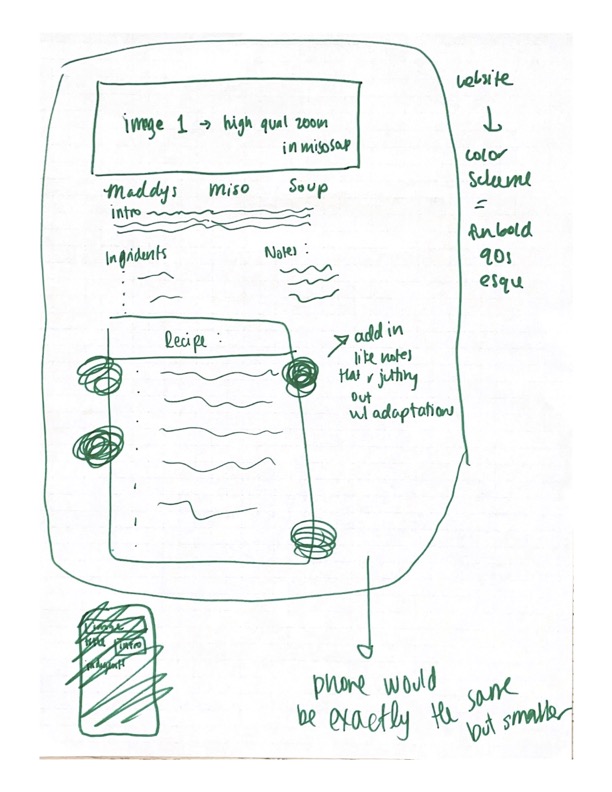 image 1 → high qual zoom
in misosoup
Maddys miso Soup
intro
Ingridents
Notes :
Recipe :
website
↓
color
scheme
=
fun bold
90s
esque
add in
like notes
that r jutting
out
w/ adaptation
phone would
be exactly the same
but smaller
image
title intro